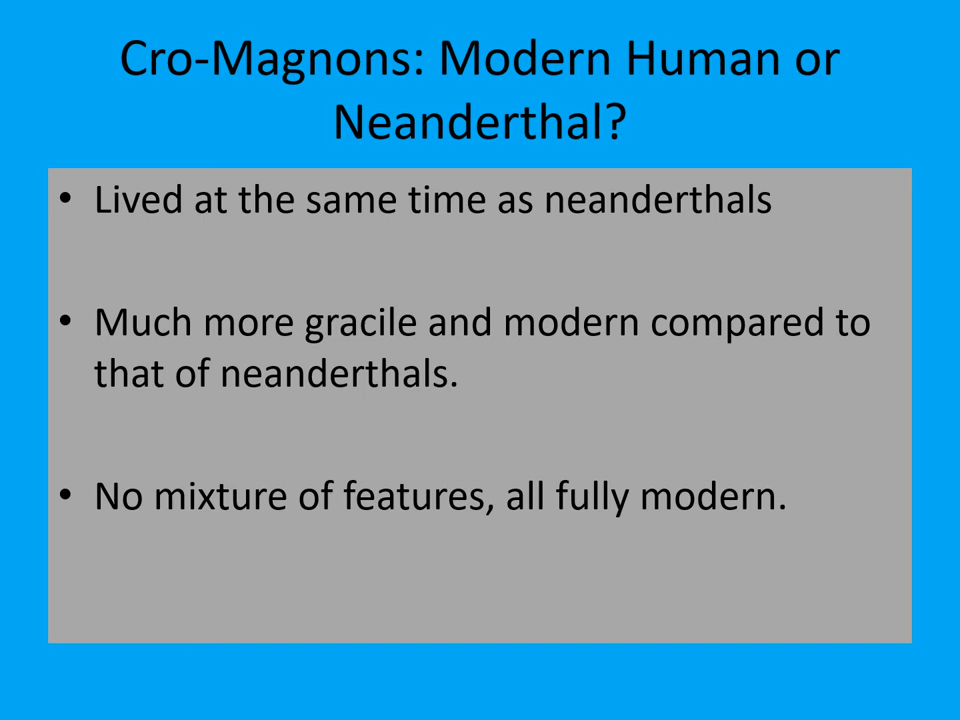 Cro-Magnons: Modern Human or
Neanderthal?
• Lived at the same time as neanderthals
• Much more gracile and modern compared to
that of neanderthals.
• No mixture of features, all fully modern.